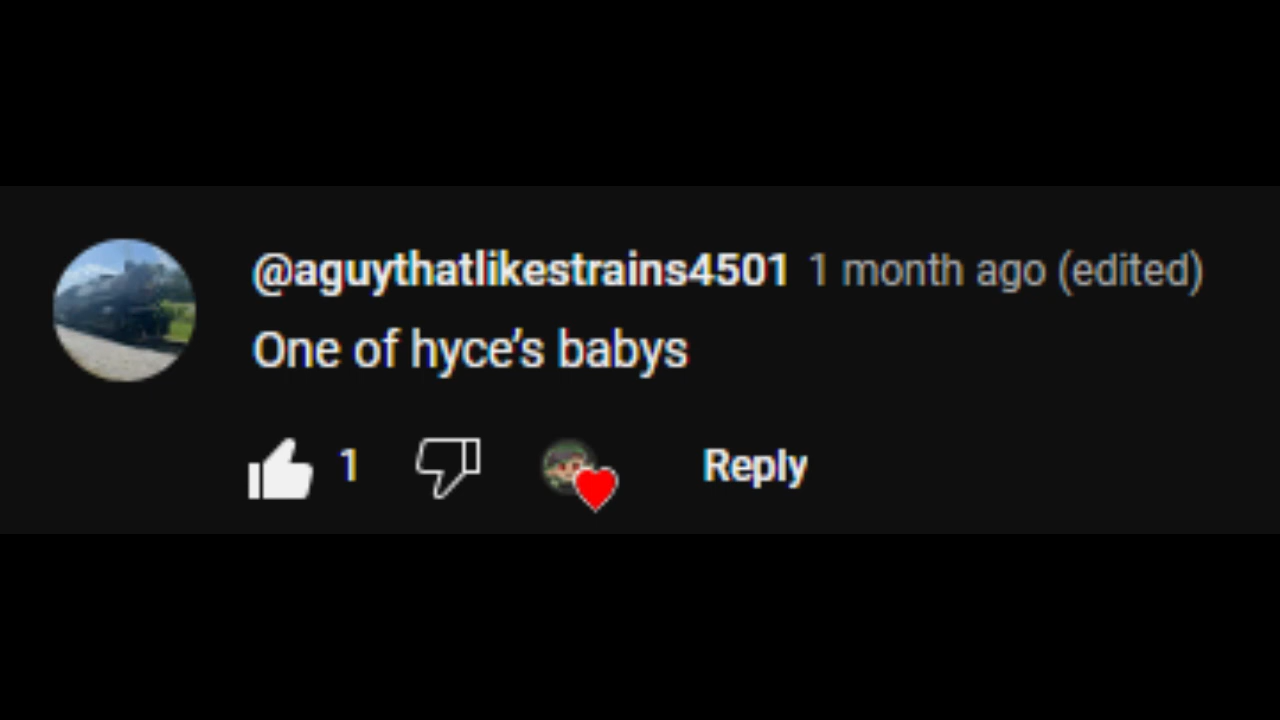 @aguythatlikestrains4501 1 month ago (edited)
One of hyce’s babys
1 Reply